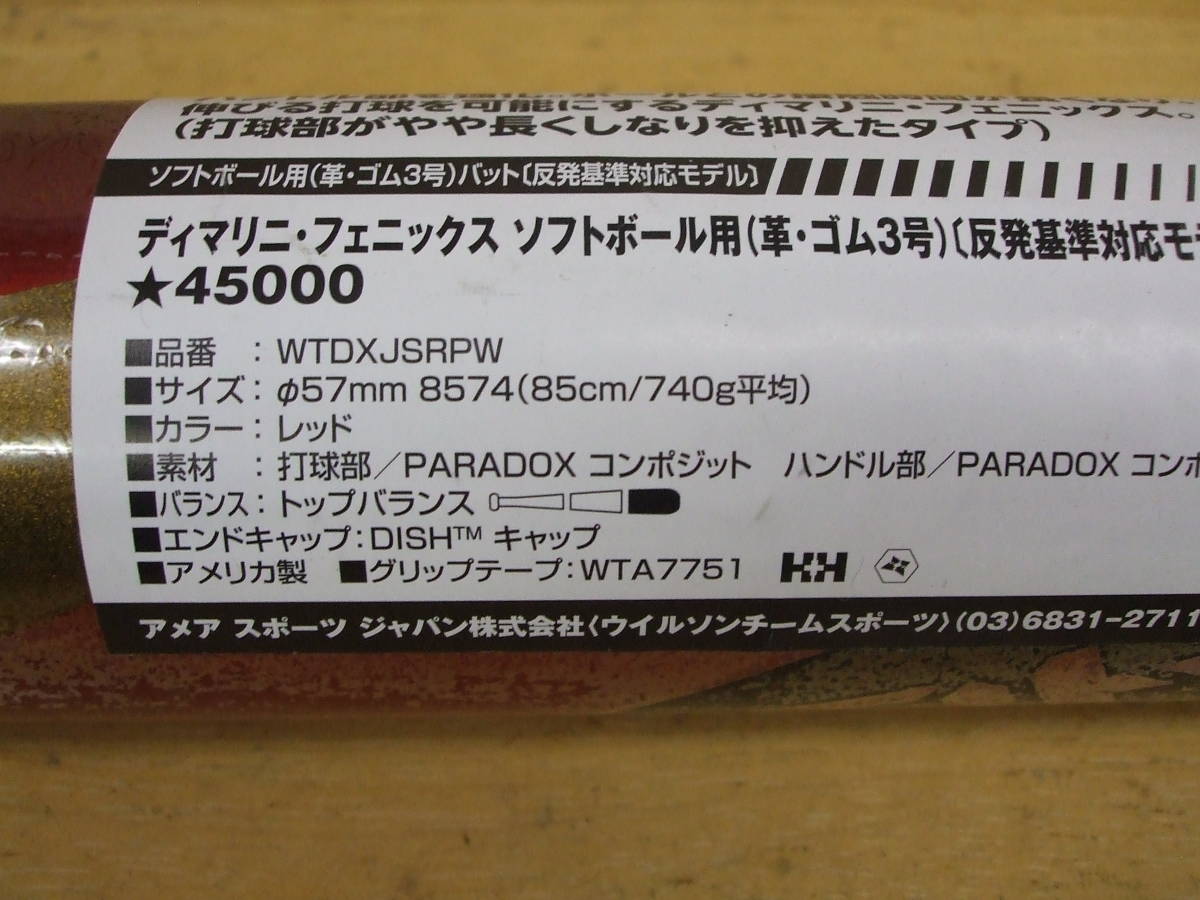 伸びる打球を可能にするディマリニ・フェニックス。
(打球部がやや長くしなりを抑えたタイプ)
ソフトボール用(革・ゴム3号)バット〔反発基準対応モデル〕
ディマリニ・フェニックス ソフトボール用(革・ゴム3号)〔反発基準対応モ
★45000
■品番 : WTDXJSRPW
■サイズ: φ57mm 8574(85cm/740g平均)
■カラー: レッド
■素材 : 打球部/PARADOX コンポジット ハンドル部/PARADOX コンポ
■バランス: トップバランス
■エンドキャップ:DISH™ キャップ
■アメリカ製 ■グリップテープ:WTA7751
アメア スポーツ ジャパン株式会社〈ウイルソンチームスポーツ〉(03)6831-2711